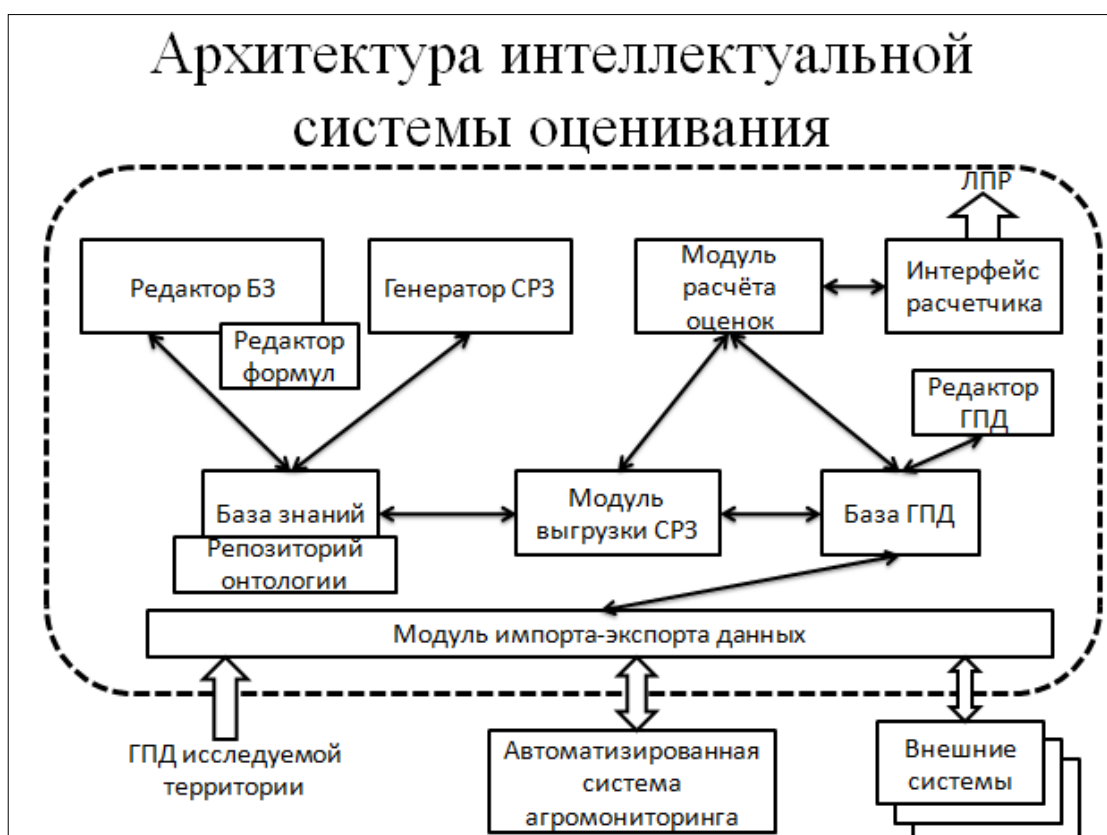 Архитектура интеллектуальной
системы оценивания
ЛПР
Редактор БЗ
Редактор
формул
Генератор СРЗ
Модуль
расчёта
оценок
Интерфейс
расчетчика
Редактор
ГПД
База знаний
Репозиторий
онтологии
Модуль
выгрузки СРЗ
База ГПД
Модуль импорта-экспорта данных
ГПД исследуемой
территории
Автоматизированная
система
агромониторинга
Внешние
системы